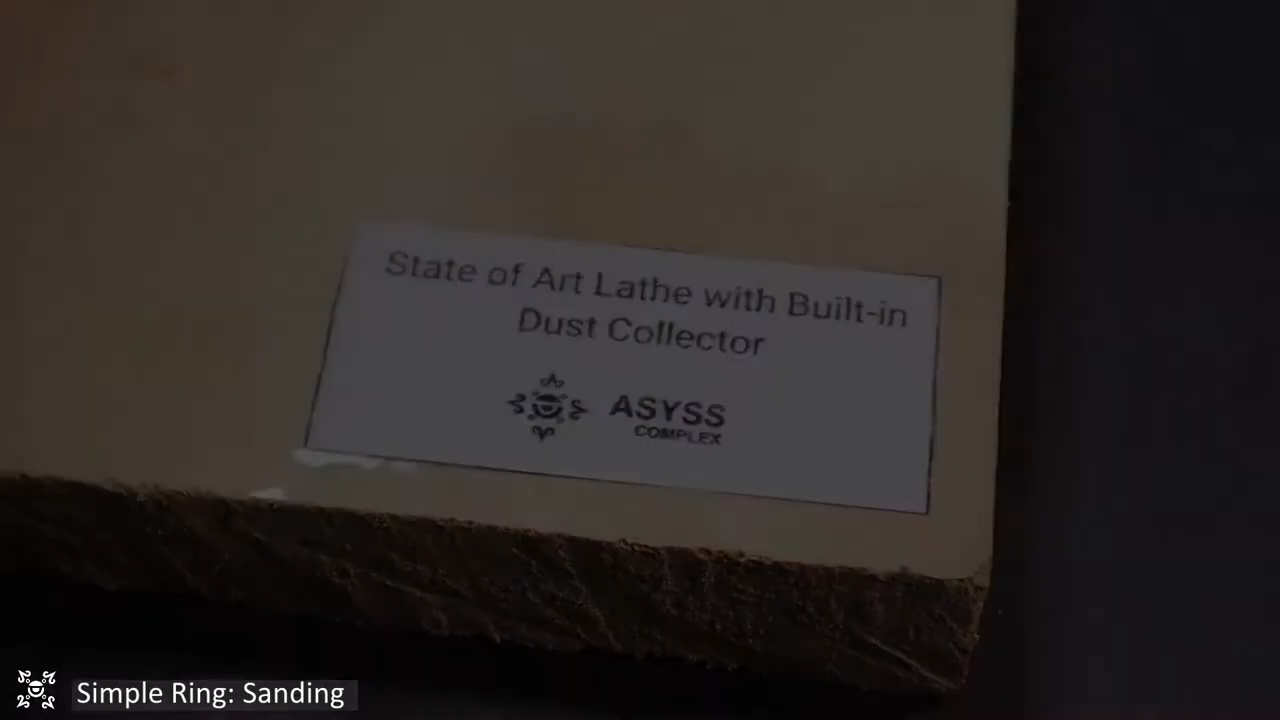 State of Art Lathe with Built-in
Dust Collector
ASYSS
COMPLEX
Simple Ring: Sanding